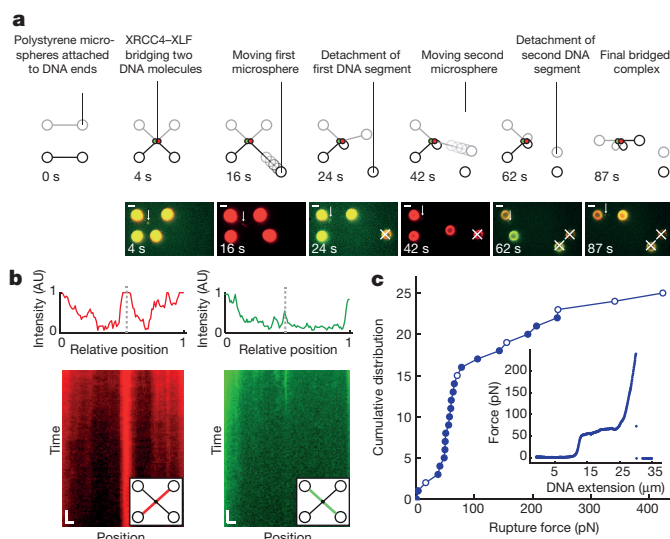 a
Polystyrene micro-
spheres attached
to DNA ends
XRCC4–XLF
bridging two
DNA molecules
Moving first
microsphere
Detachment of
first DNA segment
Moving second
microsphere
Detachment of
second DNA
segment
Final bridged
complex
0 s
4 s
16 s
24 s
42 s
62 s
87 s
4 s
16 s
24 s
42 s
62 s
87 s
b
Intensity (AU)
1
0
0
1
Relative position
Intensity (AU)
1
0
0
1
Relative position
Time
Position
Time
Position
c
Cumulative distribution
25
20
15
10
5
0
0
100
200
300
400
Rupture force (pN)
Force (pN)
200
150
100
50
0
5
15
25
35
DNA extension (μm)